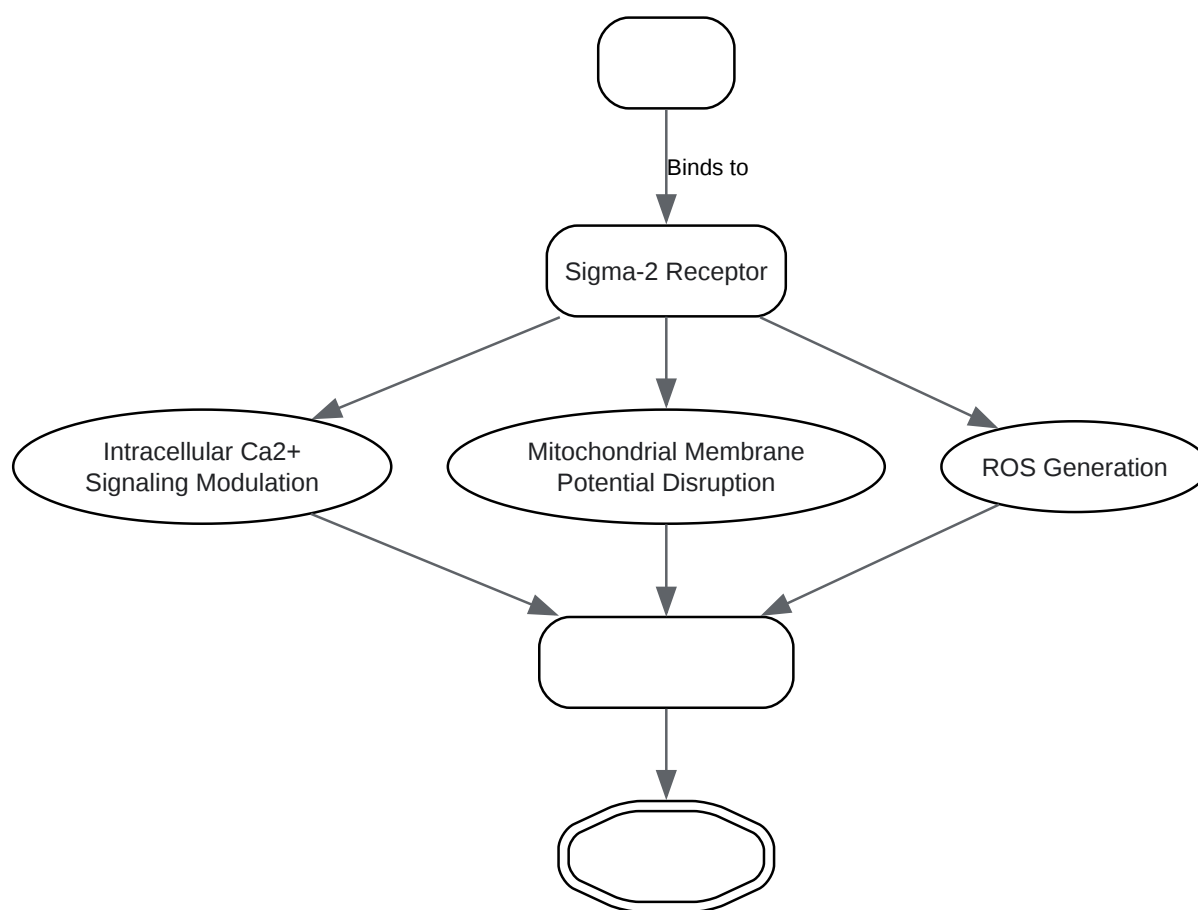 Binds to
Sigma-2 Receptor
Intracellular Ca2+
Signaling Modulation
Mitochondrial Membrane
Potential Disruption
ROS Generation